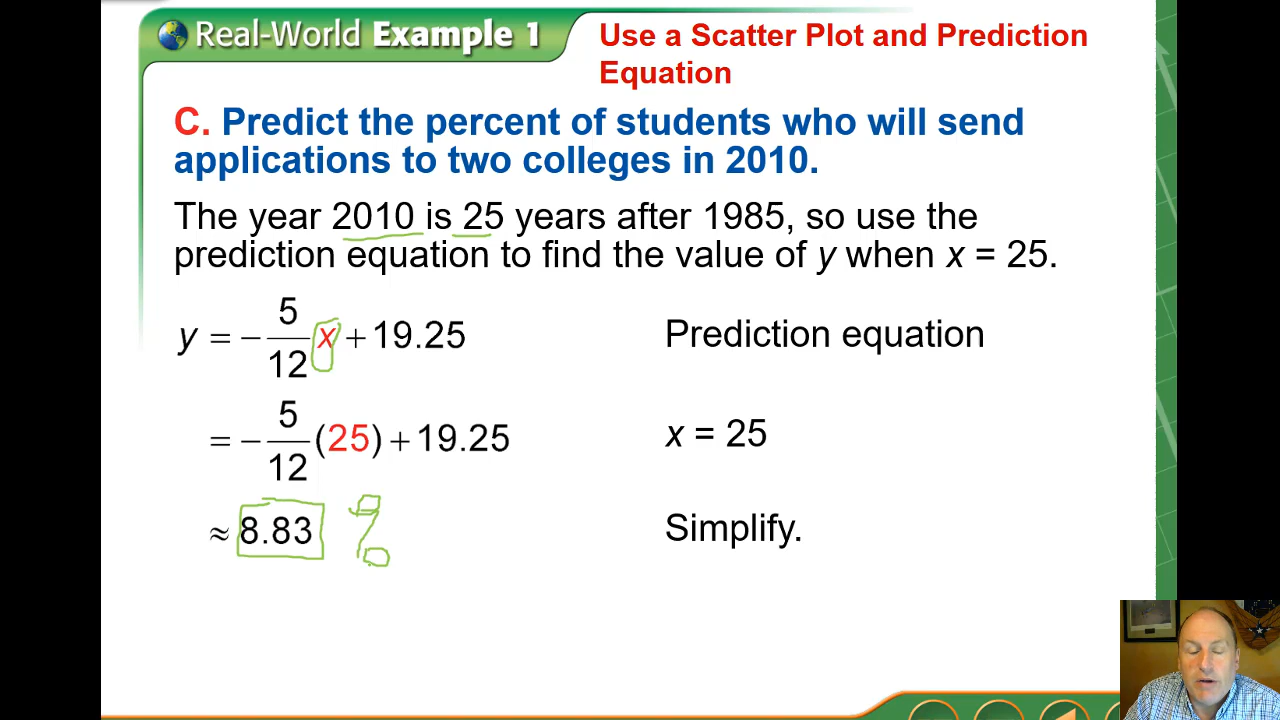 Real-World Example 1
Use a Scatter Plot and Prediction
Equation
C. Predict the percent of students who will send
applications to two colleges in 2010.
The year 2010 is 25 years after 1985, so use the
prediction equation to find the value of y when x = 25.
y = −5/12 x + 19.25 Prediction equation
= −5/12 (25) + 19.25 x = 25
≈ 8.83 % Simplify.